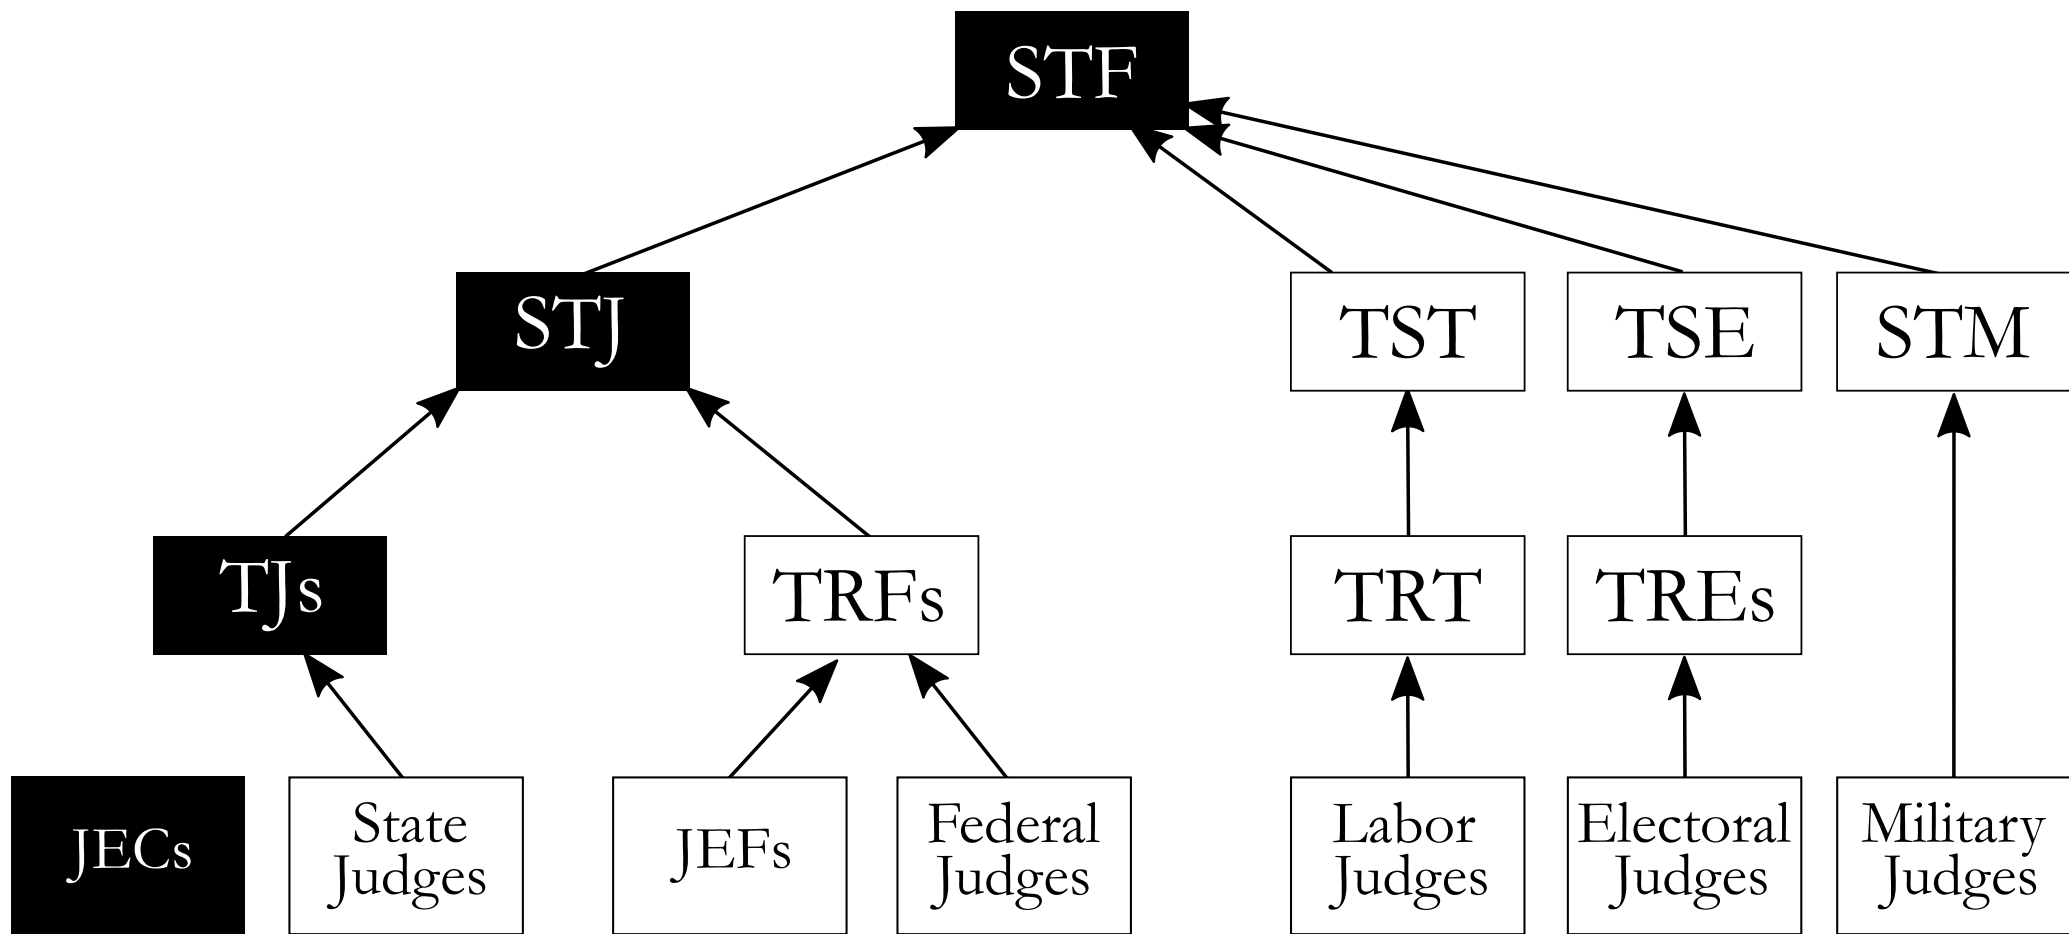 STF
STJ
TST
TSE
STM
TJs
TRFs
TRT
TREs
JECs
State
Judges
JEFs
Federal
Judges
Labor
Judges
Electoral
Judges
Military
Judges